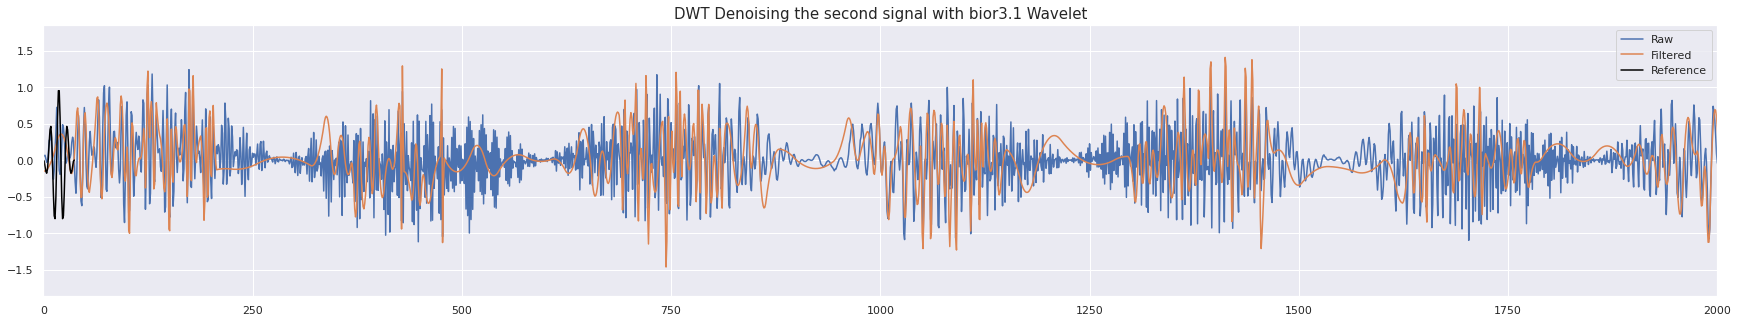 DWT Denoising the second signal with bior3.1 Wavelet
Raw
Filtered
Reference
1.5
1.0
0.5
0.0
−0.5
−1.0
−1.5
0 250 500 750 1000 1250 1500 1750 2000